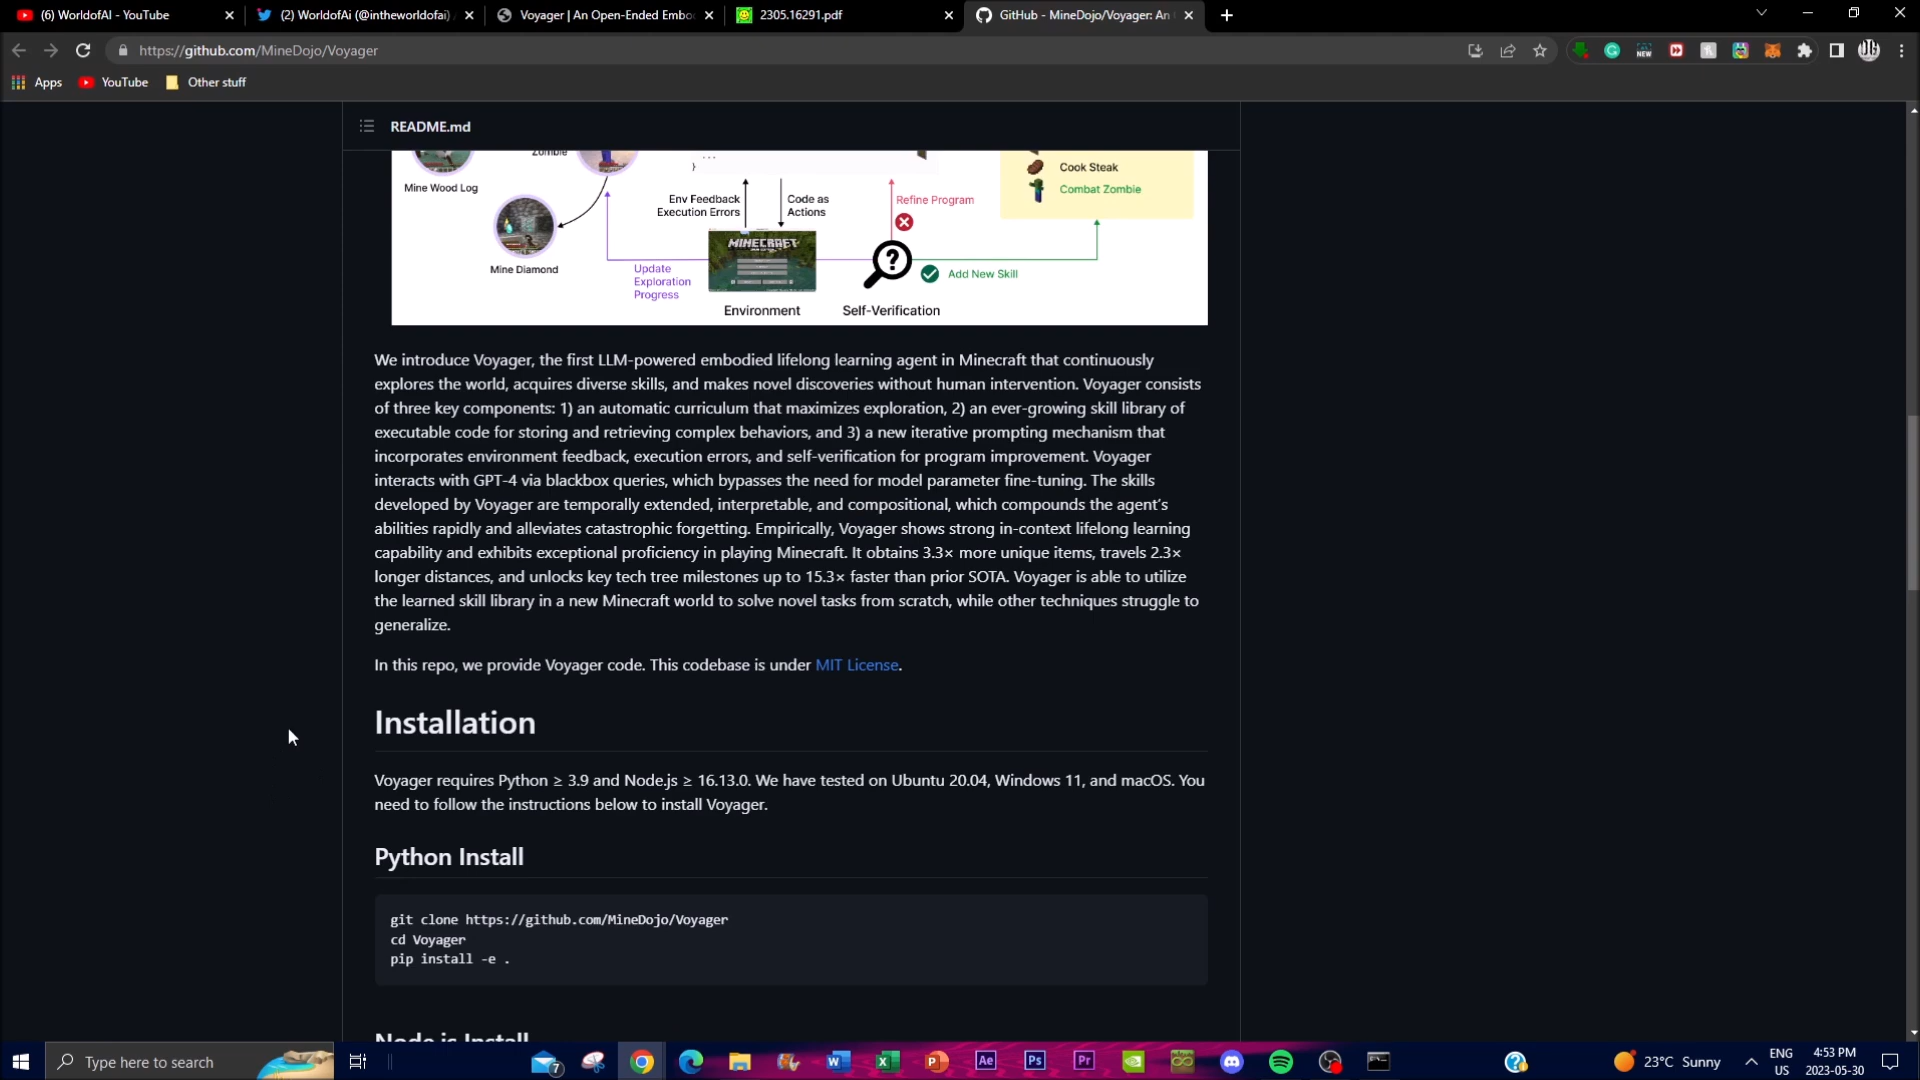 (6) WorldofAI - YouTube
(2) WorldofAi (@intheworldofai)
Voyager | An Open-Ended Embo
2305.16291.pdf
GitHub - MineDojo/Voyager: An
https://github.com/MineDojo/Voyager
NEW
Apps
YouTube
Other stuff
README.md
Zombie
Mine Wood Log
Mine Diamond
...
}
Env Feedback
Execution Errors
Code as
Actions
Refine Program
Cook Steak
Combat Zombie
MINECRAFT
Update
Exploration
Progress
Add New Skill
Environment
Self-Verification
We introduce Voyager, the first LLM-powered embodied lifelong learning agent in Minecraft that continuously
explores the world, acquires diverse skills, and makes novel discoveries without human intervention. Voyager consists
of three key components: 1) an automatic curriculum that maximizes exploration, 2) an ever-growing skill library of
executable code for storing and retrieving complex behaviors, and 3) a new iterative prompting mechanism that
incorporates environment feedback, execution errors, and self-verification for program improvement. Voyager
interacts with GPT-4 via blackbox queries, which bypasses the need for model parameter fine-tuning. The skills
developed by Voyager are temporally extended, interpretable, and compositional, which compounds the agent's
abilities rapidly and alleviates catastrophic forgetting. Empirically, Voyager shows strong in-context lifelong learning
capability and exhibits exceptional proficiency in playing Minecraft. It obtains 3.3× more unique items, travels 2.3×
longer distances, and unlocks key tech tree milestones up to 15.3× faster than prior SOTA. Voyager is able to utilize
the learned skill library in a new Minecraft world to solve novel tasks from scratch, while other techniques struggle to
generalize.
In this repo, we provide Voyager code. This codebase is under MIT License.
Installation
Voyager requires Python ≥ 3.9 and Node.js ≥ 16.13.0. We have tested on Ubuntu 20.04, Windows 11, and macOS. You
need to follow the instructions below to install Voyager.
Python Install
git clone https://github.com/MineDojo/Voyager
cd Voyager
pip install -e .
Node.js Install
Type here to search
7
Ae
Ps
Pr
23°C Sunny
ENG
US
4:53 PM
2023-05-30